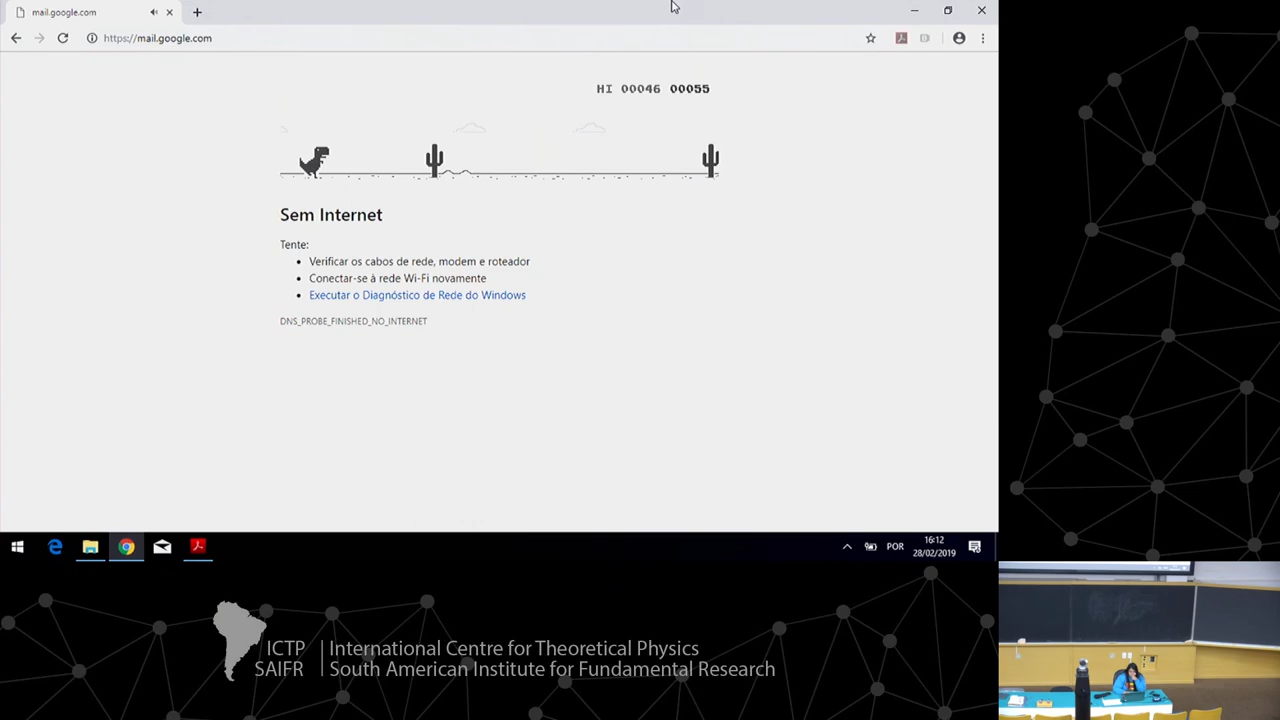 mail.google.com
https://mail.google.com
HI 00046 00055
Sem Internet
Tente:
Verificar os cabos de rede, modem e roteador
Conectar-se à rede Wi-Fi novamente
Executar o Diagnóstico de Rede do Windows
DNS_PROBE_FINISHED_NO_INTERNET
POR
16:12
28/02/2019
ICTP
SAIFR
International Centre for Theoretical Physics
South American Institute for Fundamental Research